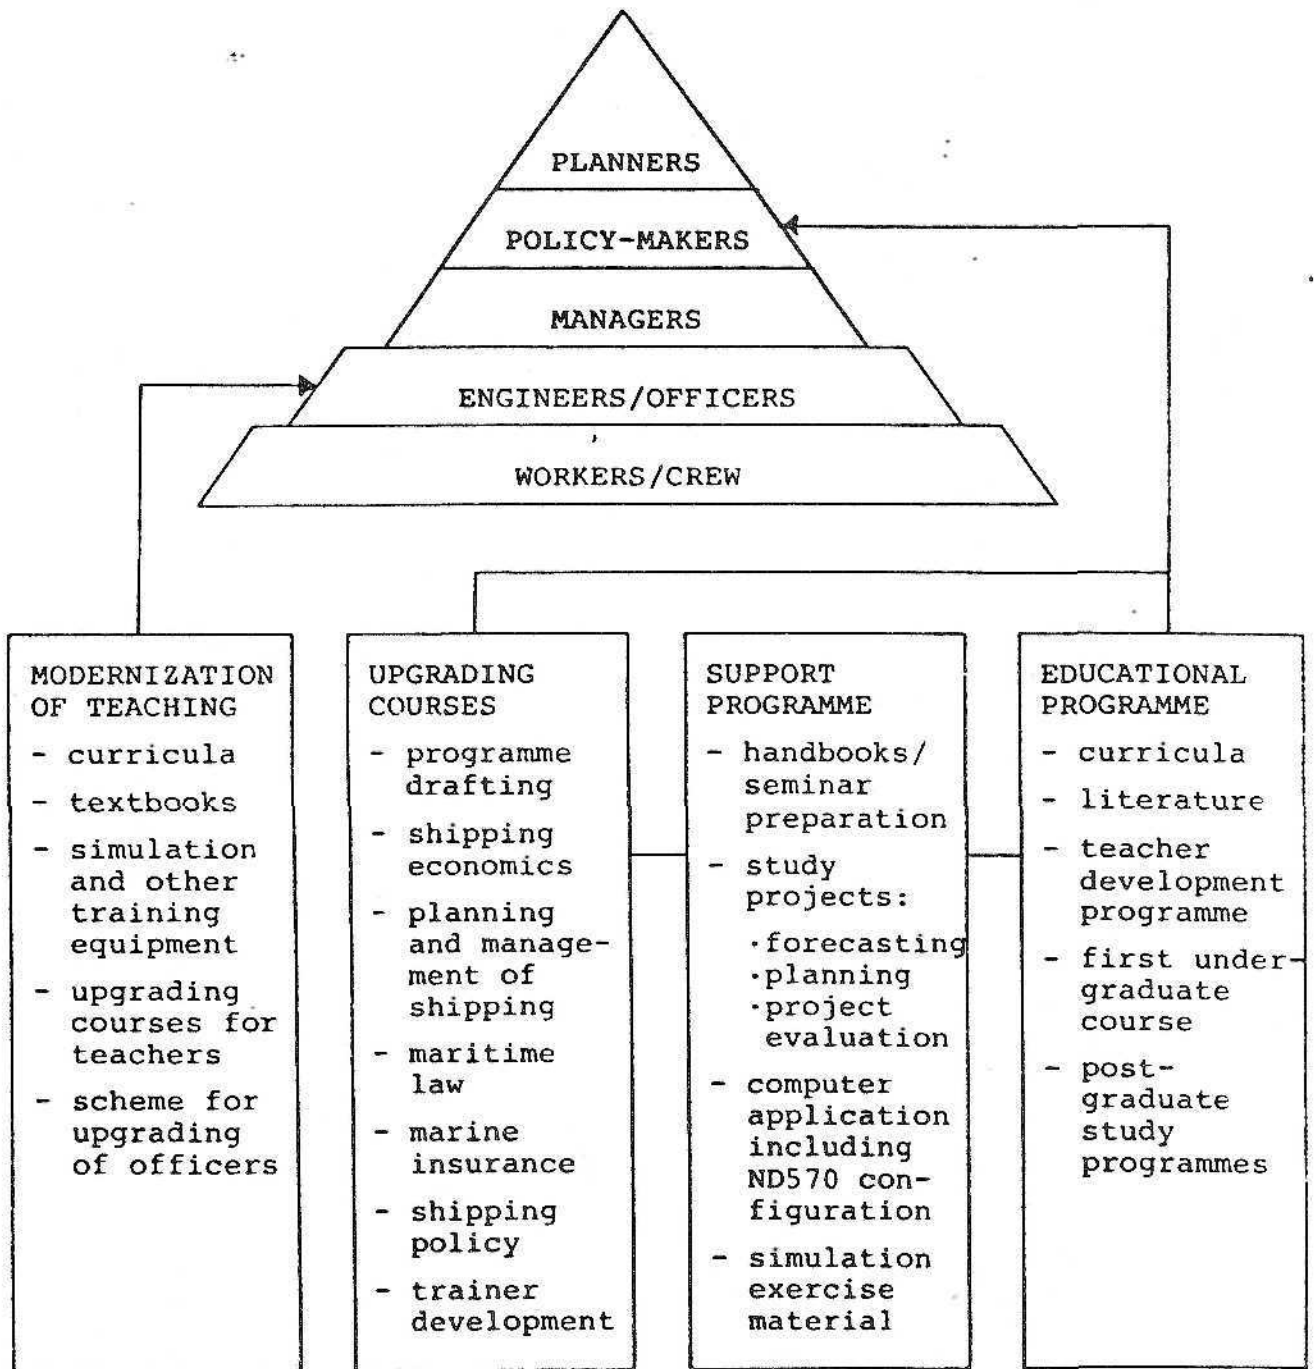 PLANNERS
POLICY-MAKERS
MANAGERS
ENGINEERS/OFFICERS
WORKERS/CREW
MODERNIZATION
OF TEACHING
- curricula
- textbooks
- simulation
and other
training
equipment
- upgrading
courses for
teachers
- scheme for
upgrading
of officers
UPGRADING
COURSES
- programme
drafting
- shipping
economics
- planning
and manage-
ment of
shipping
- maritime
law
- marine
insurance
- shipping
policy
- trainer
development
SUPPORT
PROGRAMME
- handbooks/
seminar
preparation
- study
projects:
·forecasting
·planning
·project
evaluation
- computer
application
including
ND570 con-
figuration
- simulation
exercise
material
EDUCATIONAL
PROGRAMME
- curricula
- literature
- teacher
development
programme
- first under-
graduate
course
- post-
graduate
study
programmes